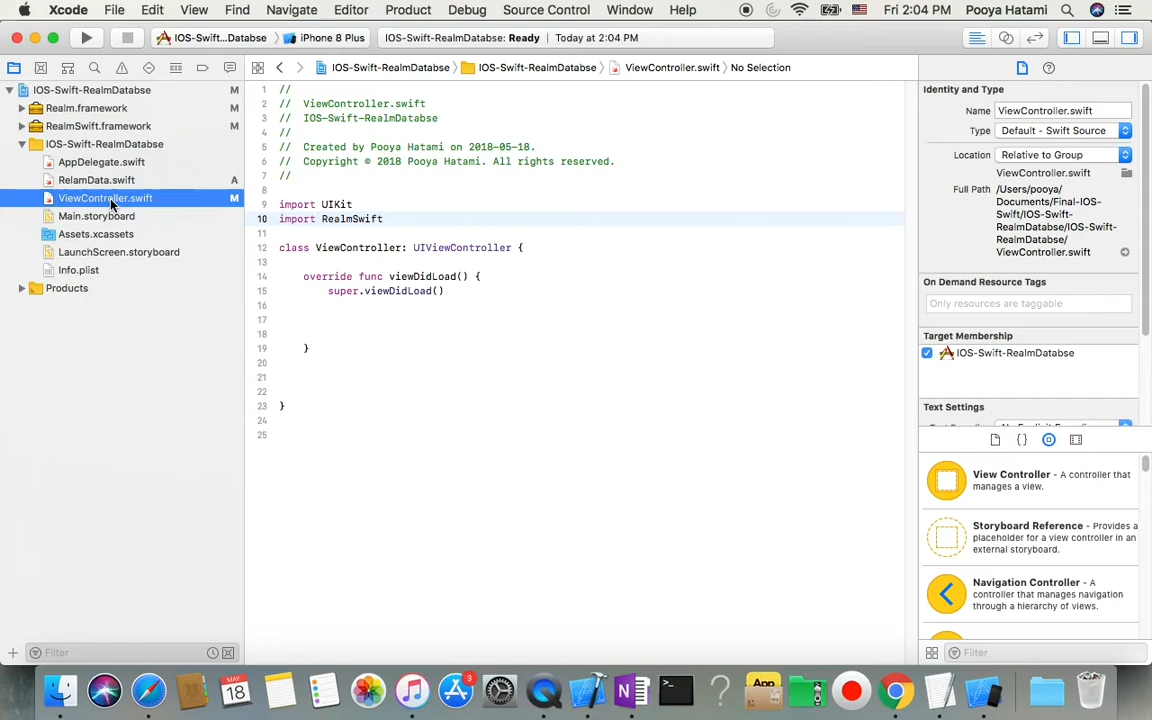 Xcode File Edit View Find Navigate Editor Product Debug Source Control Window Help Fri 2:04 PM Pooya Hatami
IOS-Swift...Databse iPhone 8 Plus IOS-Swift-RealmDatabse: Ready Today at 2:04 PM
IOS-Swift-RealmDatabse IOS-Swift-RealmDatabse ViewController.swift No Selection
IOS-Swift-RealmDatabse M
Realm.framework M
RealmSwift.framework M
IOS-Swift-RealmDatabse
AppDelegate.swift
RelamData.swift A
ViewController.swift M
Main.storyboard
Assets.xcassets
LaunchScreen.storyboard
Info.plist
Products
Filter
1 //
2 // ViewController.swift
3 // IOS-Swift-RealmDatabse
4 //
5 // Created by Pooya Hatami on 2018-05-18.
6 // Copyright © 2018 Pooya Hatami. All rights reserved.
7 //
8
9 import UIKit
10 import RealmSwift
11
12 class ViewController: UIViewController {
13
14 override func viewDidLoad() {
15 super.viewDidLoad()
16
17
18
19 }
20
21
22
23 }
24
25
Identity and Type
Name ViewController.swift
Type Default - Swift Source
Location Relative to Group
ViewController.swift
Full Path /Users/pooya/
Documents/Final-IOS-
Swift/IOS-Swift-
RealmDatabse/IOS-Swift-
RealmDatabse/
ViewController.swift
On Demand Resource Tags
Only resources are taggable
Target Membership
IOS-Swift-RealmDatabse
Text Settings
{}
View Controller - A controller that
manages a view.
Storyboard Reference - Provides a
placeholder for a view controller in an
external storyboard.
Navigation Controller - A
controller that manages navigation
through a hierarchy of views.
Filter
MAY
18
3
App